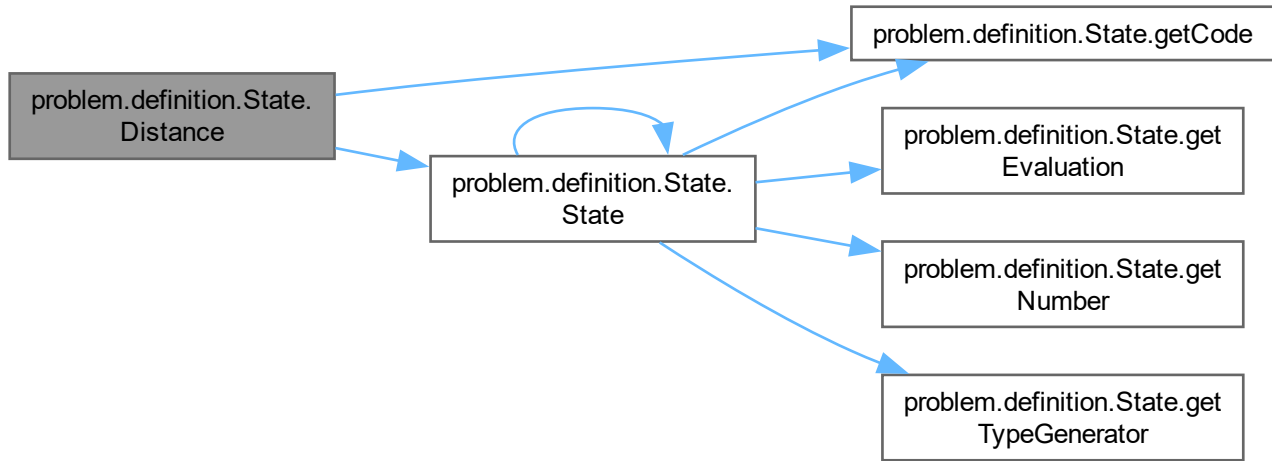 problem.definition.State.
Distance
problem.definition.State.
State
problem.definition.State.getCode
problem.definition.State.get
Evaluation
problem.definition.State.get
Number
problem.definition.State.get
TypeGenerator